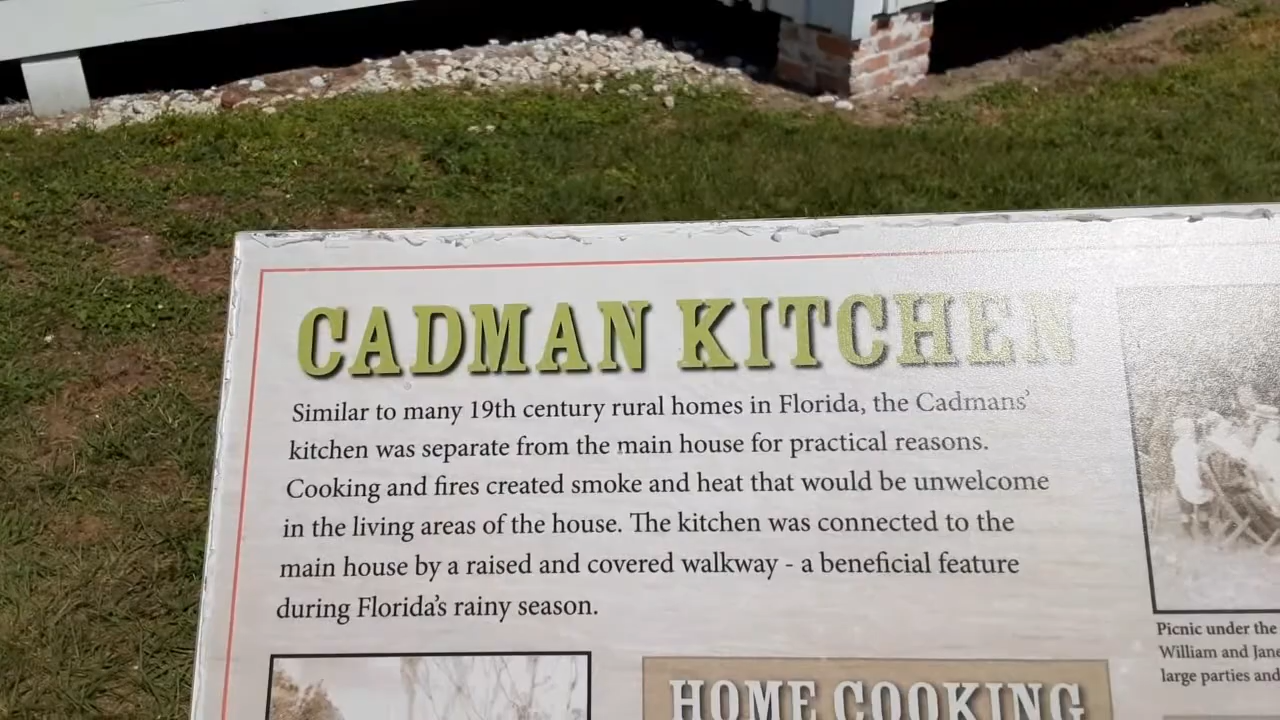 CADMAN KITCHEN
Similar to many 19th century rural homes in Florida, the Cadmans'
kitchen was separate from the main house for practical reasons.
Cooking and fires created smoke and heat that would be unwelcome
in the living areas of the house. The kitchen was connected to the
main house by a raised and covered walkway - a beneficial feature
during Florida's rainy season.
Picnic under the
William and Jane
large parties and
HOME COOKING